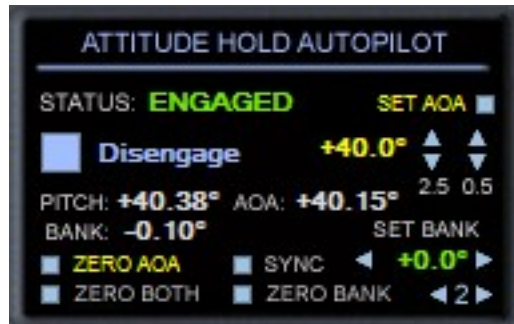 ATTITUDE HOLD AUTOPILOT
STATUS: ENGAGED SET AOA
Disengage +40.0°
2.5 0.5
PITCH: +40.38° AOA: +40.15°
BANK: -0.10° SET BANK
ZERO AOA SYNC +0.0°
ZERO BOTH ZERO BANK 2